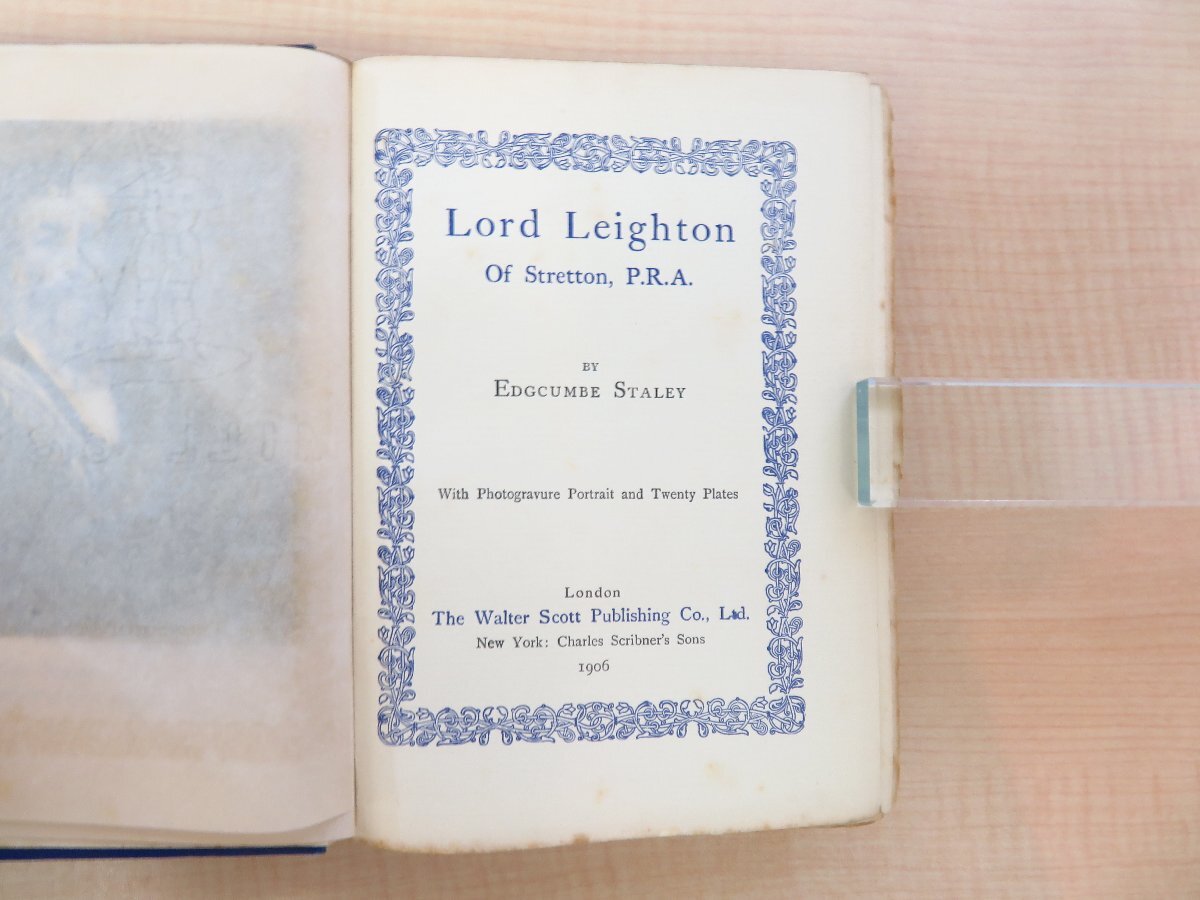 Lord Leighton
Of Stretton, P.R.A.
BY
EDGCUMBE STALEY
With Photogravure Portrait and Twenty Plates
London
The Walter Scott Publishing Co., Ltd.
New York: Charles Scribner's Sons
1906